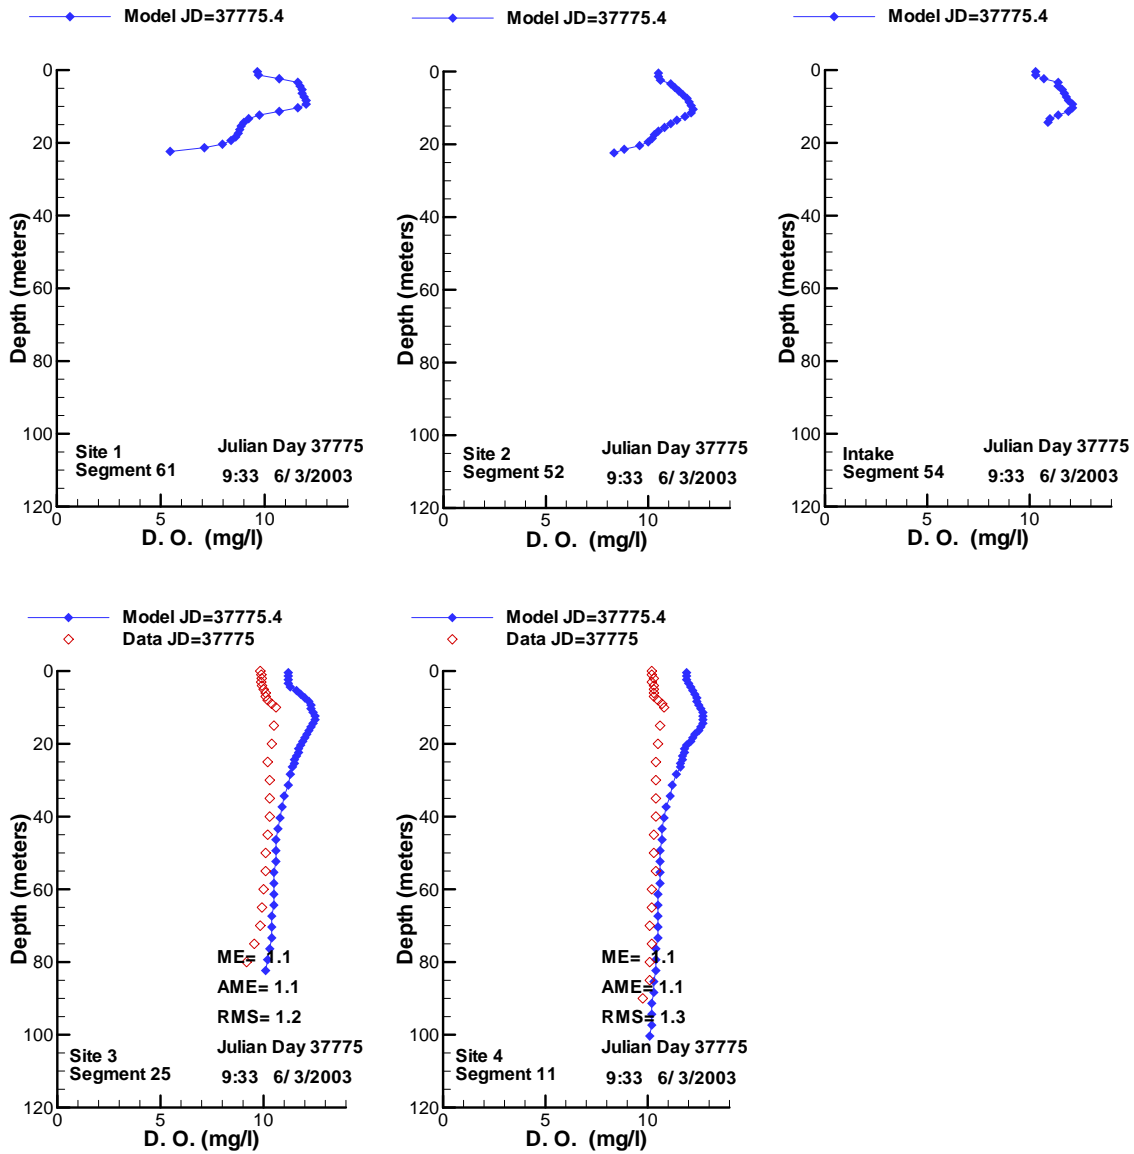 Model JD=37775.4
0
20
40
60
80
100
120
Depth (meters)
Site 1
Segment 61
Julian Day 37775
9:33 6/ 3/2003
0 5 10
D. O. (mg/l)
Model JD=37775.4
0
20
40
60
80
100
120
Depth (meters)
Site 2
Segment 52
Julian Day 37775
9:33 6/ 3/2003
0 5 10
D. O. (mg/l)
Model JD=37775.4
0
20
40
60
80
100
120
Depth (meters)
Intake
Segment 54
Julian Day 37775
9:33 6/ 3/2003
0 5 10
D. O. (mg/l)
Model JD=37775.4
Data JD=37775
0
20
40
60
80
100
120
Depth (meters)
ME= 1.1
AME= 1.1
RMS= 1.2
Site 3
Segment 25
Julian Day 37775
9:33 6/ 3/2003
0 5 10
D. O. (mg/l)
Model JD=37775.4
Data JD=37775
0
20
40
60
80
100
120
Depth (meters)
ME= 1.1
AME= 1.1
RMS= 1.3
Site 4
Segment 11
Julian Day 37775
9:33 6/ 3/2003
0 5 10
D. O. (mg/l)